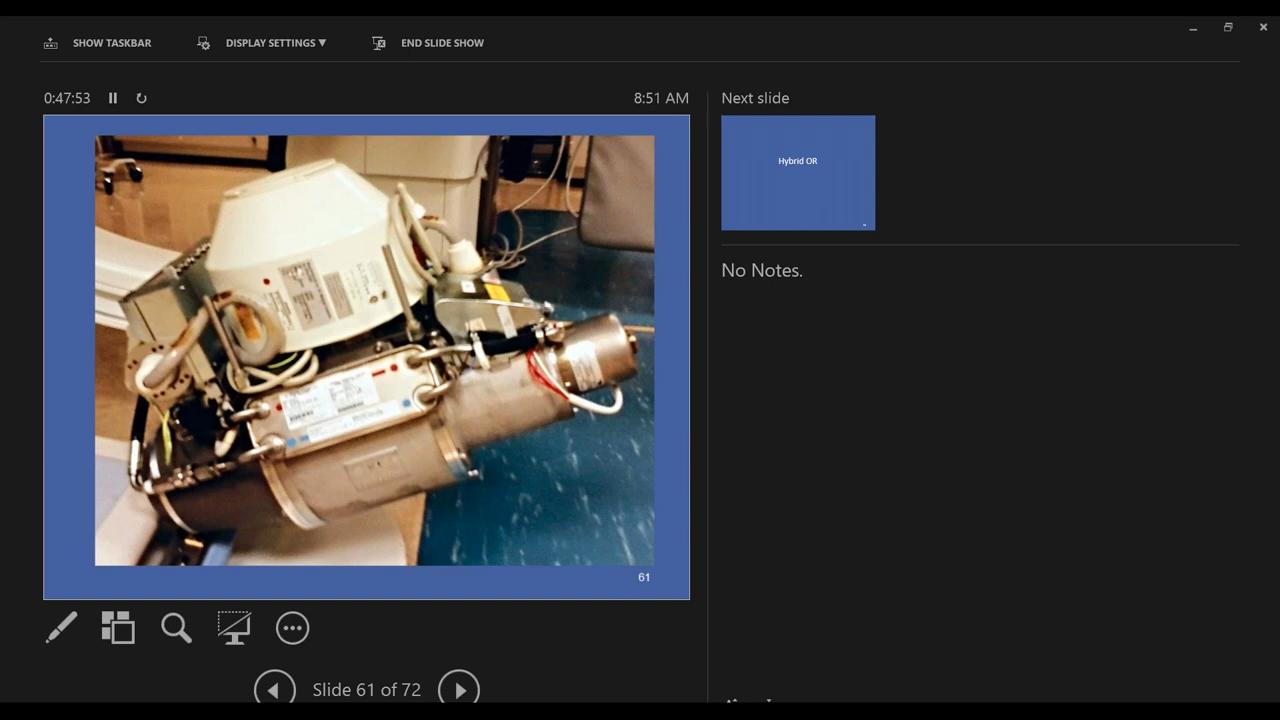 SHOW TASKBAR
DISPLAY SETTINGS ▼
END SLIDE SHOW
0:47:53
8:51 AM
61
Slide 61 of 72
Next slide
Hybrid OR
No Notes.